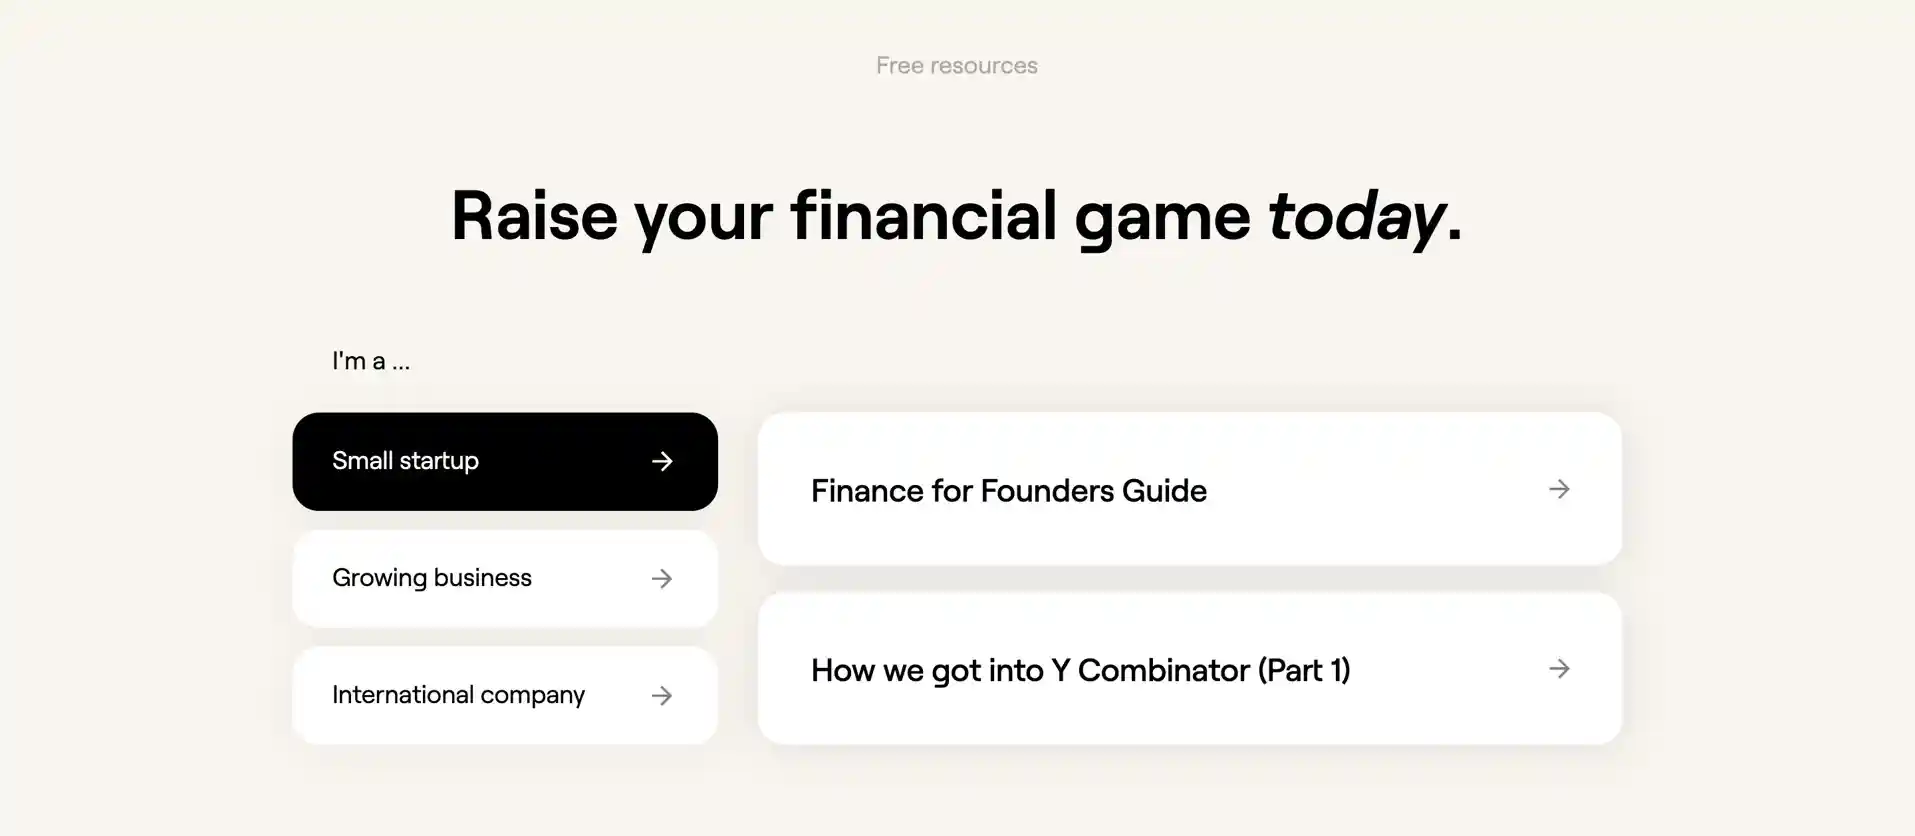 Free resources
Raise your financial game today.
I'm a ...
Small startup
Growing business
International company
Finance for Founders Guide
How we got into Y Combinator (Part 1)